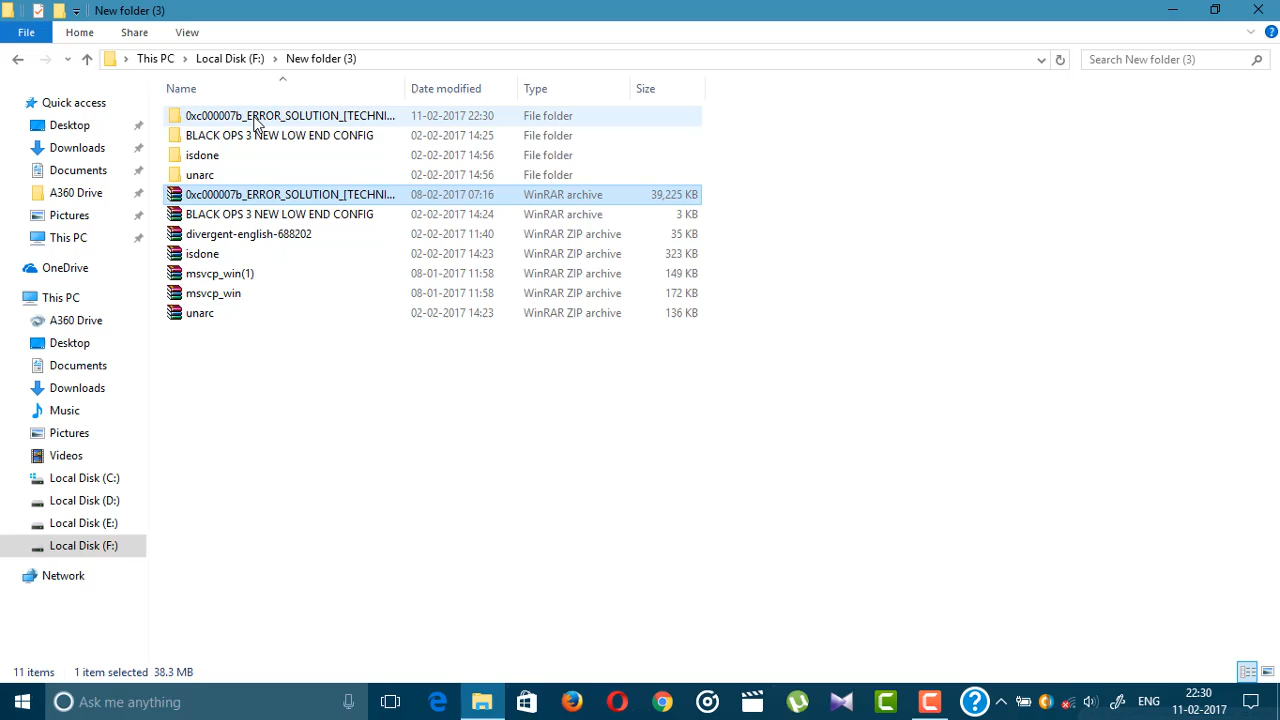 New folder (3)
File Home Share View
This PC Local Disk (F:) New folder (3)
Search New folder (3)
Name Date modified Type Size
Quick access
Desktop
Downloads
Documents
A360 Drive
Pictures
This PC
OneDrive
This PC
A360 Drive
Desktop
Documents
Downloads
Music
Pictures
Videos
Local Disk (C:)
Local Disk (D:)
Local Disk (E:)
Local Disk (F:)
Network
0xc000007b_ERROR_SOLUTION_[TECHNI... 11-02-2017 22:30 File folder
BLACK OPS 3 NEW LOW END CONFIG 02-02-2017 14:25 File folder
isdone 02-02-2017 14:56 File folder
unarc 02-02-2017 14:56 File folder
0xc000007b_ERROR_SOLUTION_[TECHNI... 08-02-2017 07:16 WinRAR archive 39,225 KB
BLACK OPS 3 NEW LOW END CONFIG 02-02-2017 14:24 WinRAR archive 3 KB
divergent-english-688202 02-02-2017 11:40 WinRAR ZIP archive 35 KB
isdone 02-02-2017 14:23 WinRAR ZIP archive 323 KB
msvcp_win(1) 08-01-2017 11:58 WinRAR ZIP archive 149 KB
msvcp_win 08-01-2017 11:58 WinRAR ZIP archive 172 KB
unarc 02-02-2017 14:23 WinRAR ZIP archive 136 KB
11 items 1 item selected 38.3 MB
Ask me anything
ENG
22:30
11-02-2017